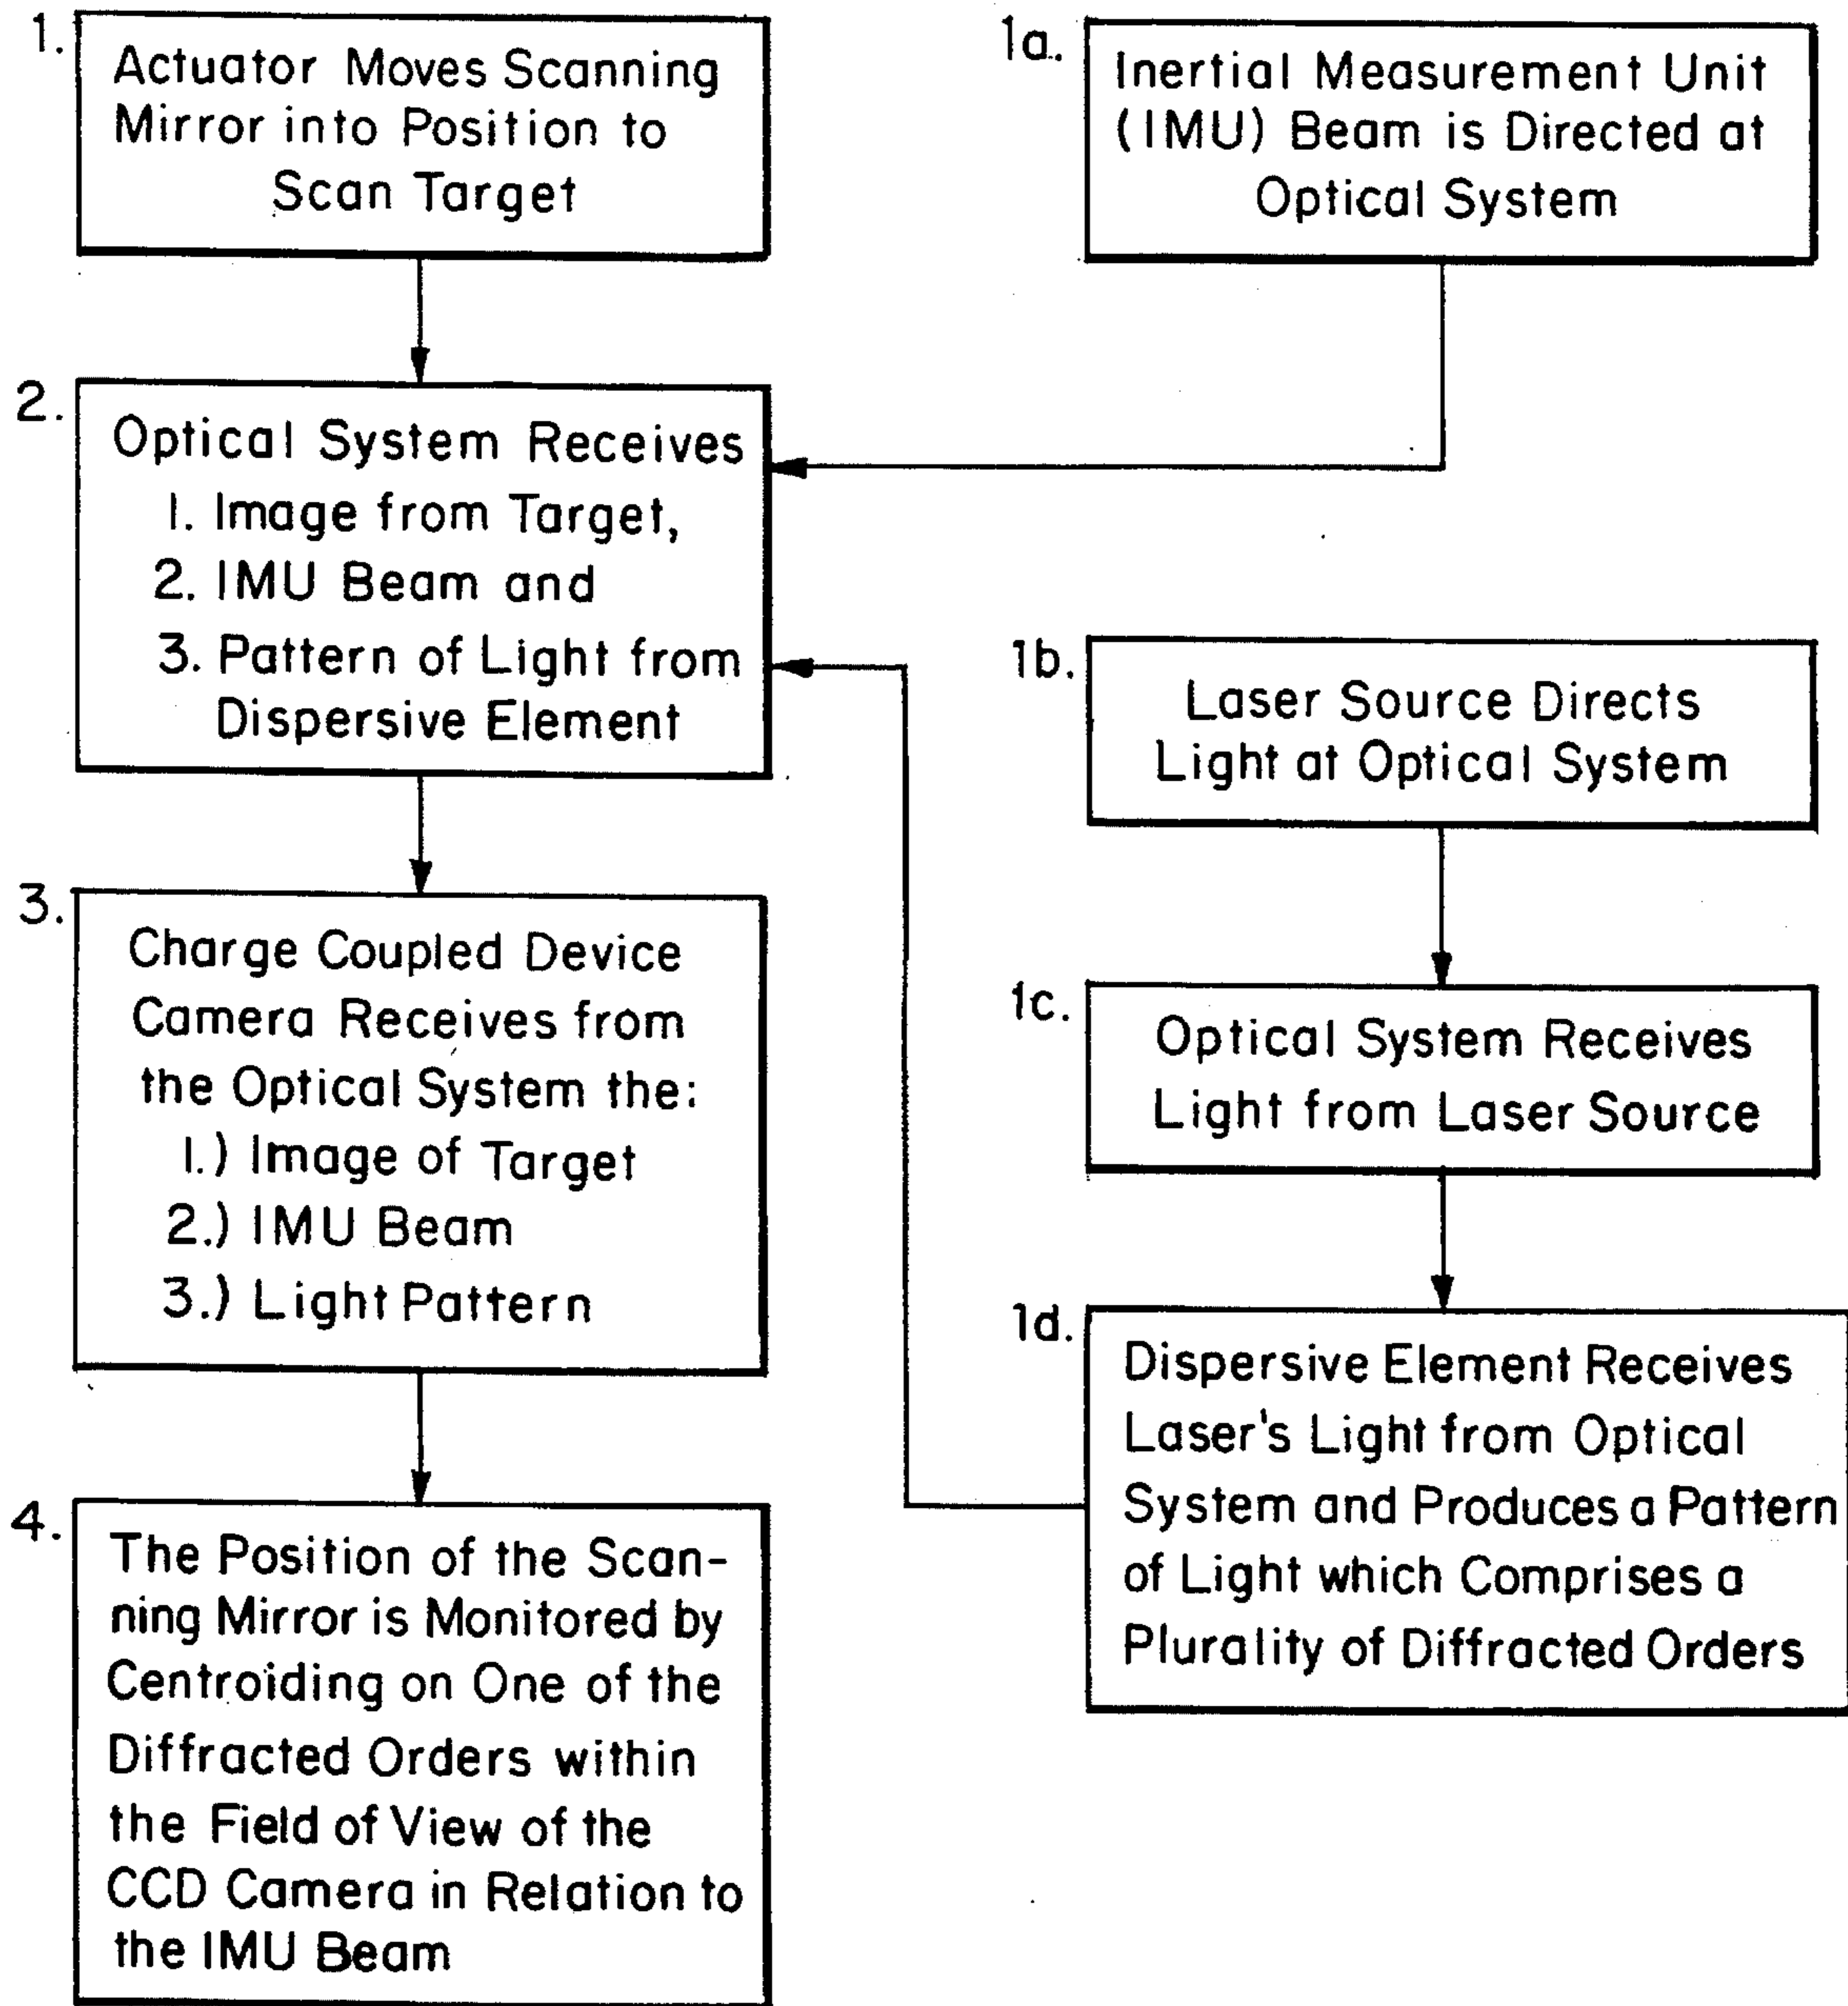 1.
Actuator Moves Scanning
Mirror into Position to
Scan Target
1a.
Inertial Measurement Unit
(IMU) Beam is Directed at
Optical System
2.
Optical System Receives
1. Image from Target,
2. IMU Beam and
3. Pattern of Light from
Dispersive Element
1b.
Laser Source Directs
Light at Optical System
3.
Charge Coupled Device
Camera Receives from
the Optical System the:
1.) Image of Target
2.) IMU Beam
3.) Light Pattern
1c.
Optical System Receives
Light from Laser Source
1d.
Dispersive Element Receives
Laser's Light from Optical
System and Produces a Pattern
of Light which Comprises a
Plurality of Diffracted Orders
4.
The Position of the Scan-
ning Mirror is Monitored by
Centroiding on One of the
Diffracted Orders within
the Field of View of the
CCD Camera in Relation to
the IMU Beam